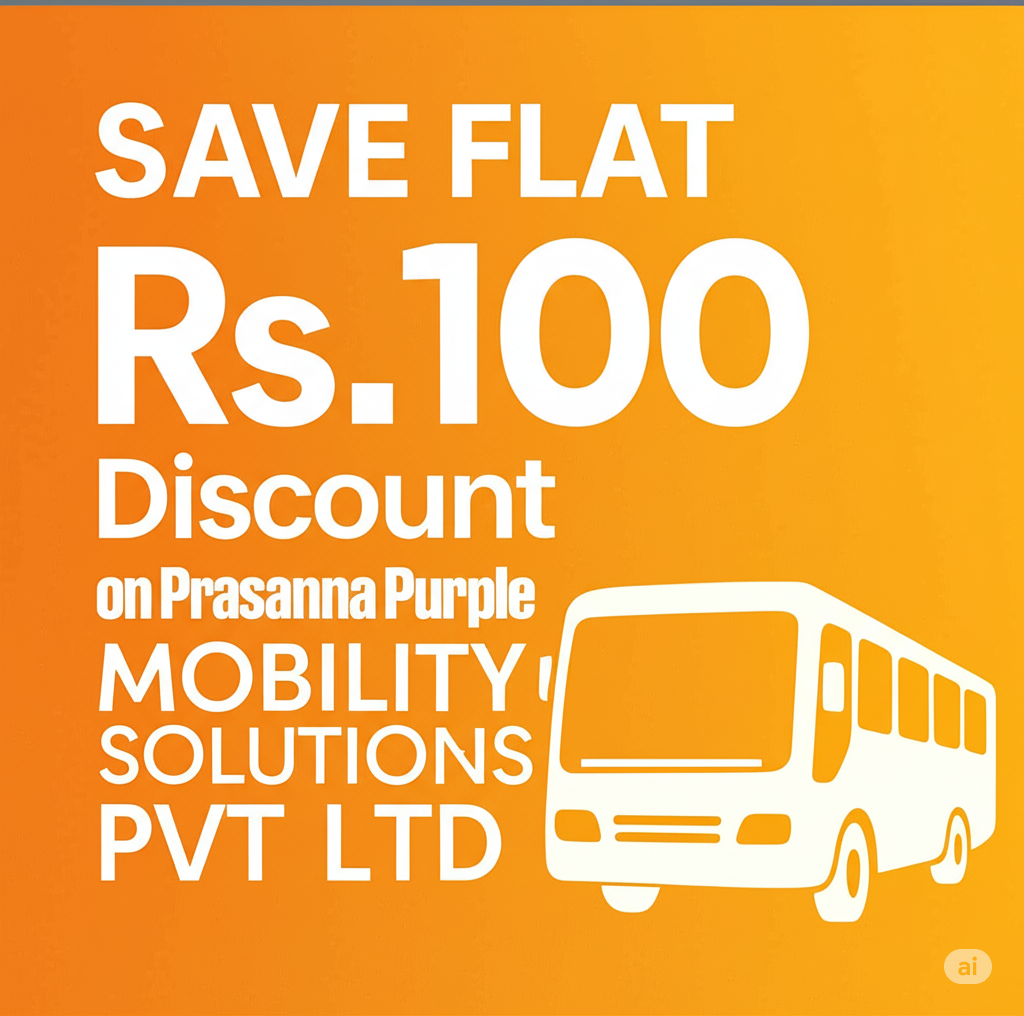 SAVE FLAT
Rs.100
Discount
on Prasanna Purple
MOBILITY
SOLUTIONS
PVT LTD
ai